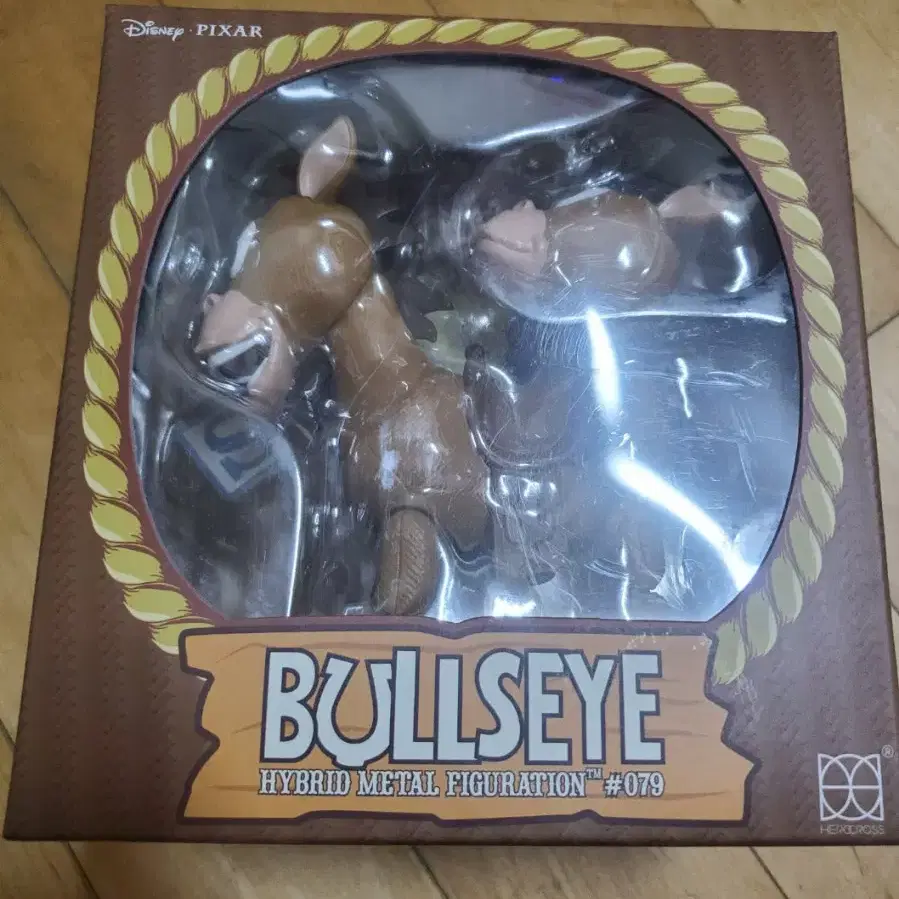 Disney · PIXAR
BULLSEYE
HYBRID METAL FIGURATION™ #079
®
HEROCROSS